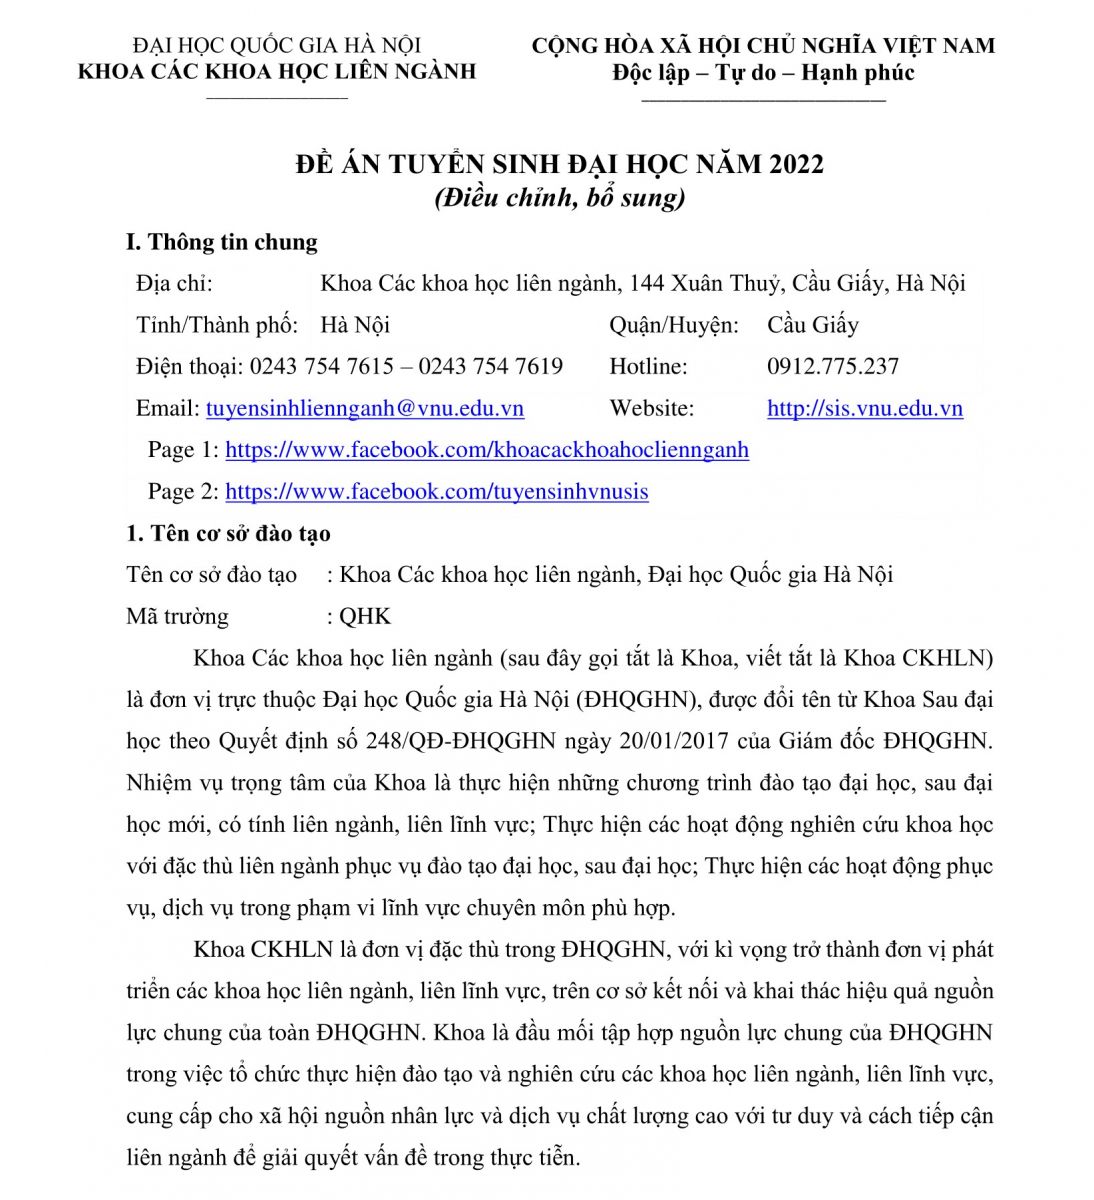 ĐẠI HỌC QUỐC GIA HÀ NỘI
KHOA CÁC KHOA HỌC LIÊN NGÀNH
CỘNG HÒA XÃ HỘI CHỦ NGHĨA VIỆT NAM
Độc lập – Tự do – Hạnh phúc
ĐỀ ÁN TUYỂN SINH ĐẠI HỌC NĂM 2022
(Điều chỉnh, bổ sung)
I. Thông tin chung
Địa chỉ: Khoa Các khoa học liên ngành, 144 Xuân Thuỷ, Cầu Giấy, Hà Nội
Tỉnh/Thành phố: Hà Nội Quận/Huyện: Cầu Giấy
Điện thoại: 0243 754 7615 – 0243 754 7619 Hotline: 0912.775.237
Email: tuyensinhliennganh@vnu.edu.vn Website: http://sis.vnu.edu.vn
Page 1: https://www.facebook.com/khoacackhoahocliennganh
Page 2: https://www.facebook.com/tuyensinhvnusis
1. Tên cơ sở đào tạo
Tên cơ sở đào tạo : Khoa Các khoa học liên ngành, Đại học Quốc gia Hà Nội
Mã trường : QHK
Khoa Các khoa học liên ngành (sau đây gọi tắt là Khoa, viết tắt là Khoa CKHLN)
là đơn vị trực thuộc Đại học Quốc gia Hà Nội (ĐHQGHN), được đổi tên từ Khoa Sau đại
học theo Quyết định số 248/QĐ-ĐHQGHN ngày 20/01/2017 của Giám đốc ĐHQGHN.
Nhiệm vụ trọng tâm của Khoa là thực hiện những chương trình đào tạo đại học, sau đại
học mới, có tính liên ngành, liên lĩnh vực; Thực hiện các hoạt động nghiên cứu khoa học
với đặc thù liên ngành phục vụ đào tạo đại học, sau đại học; Thực hiện các hoạt động phục
vụ, dịch vụ trong phạm vi lĩnh vực chuyên môn phù hợp.
Khoa CKHLN là đơn vị đặc thù trong ĐHQGHN, với kì vọng trở thành đơn vị phát
triển các khoa học liên ngành, liên lĩnh vực, trên cơ sở kết nối và khai thác hiệu quả nguồn
lực chung của toàn ĐHQGHN. Khoa là đầu mối tập hợp nguồn lực chung của ĐHQGHN
trong việc tổ chức thực hiện đào tạo và nghiên cứu các khoa học liên ngành, liên lĩnh vực,
cung cấp cho xã hội nguồn nhân lực và dịch vụ chất lượng cao với tư duy và cách tiếp cận
liên ngành để giải quyết vấn đề trong thực tiễn.